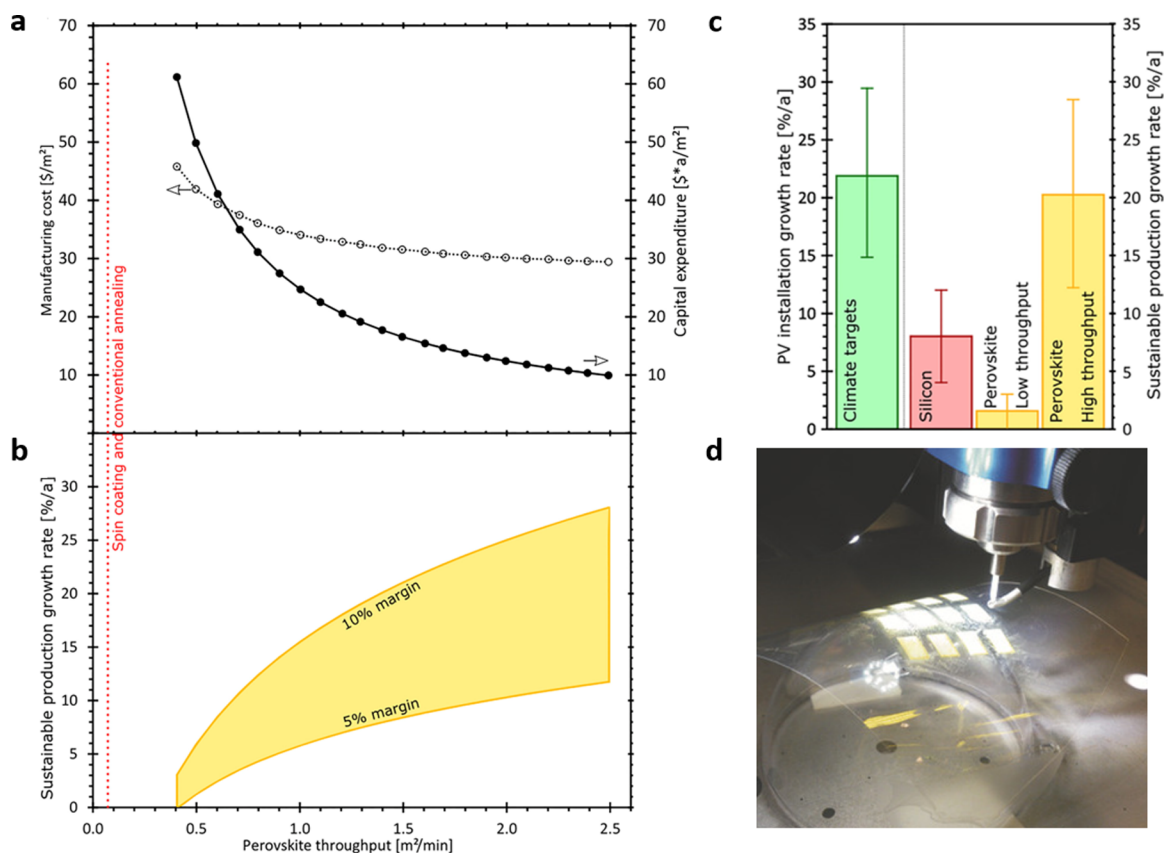 a
70
60
50
40
30
20
10
Manufacturing cost [$/m²]
70
60
50
40
30
20
10
0
Capital expenditure [$*a/m²]
Spin coating and conventional annealing
b
30
25
20
15
10
5
0
Sustainable production growth rate [%/a]
10% margin
5% margin
0.0 0.5 1.0 1.5 2.0 2.5
Perovskite throughput [m²/min]
c
35
30
25
20
15
10
5
0
PV installation growth rate [%/a]
Climate targets
Silicon
Perovskite
Low throughput
Perovskite
High throughput
35
30
25
20
15
10
5
0
Sustainable production growth rate [%/a]
d